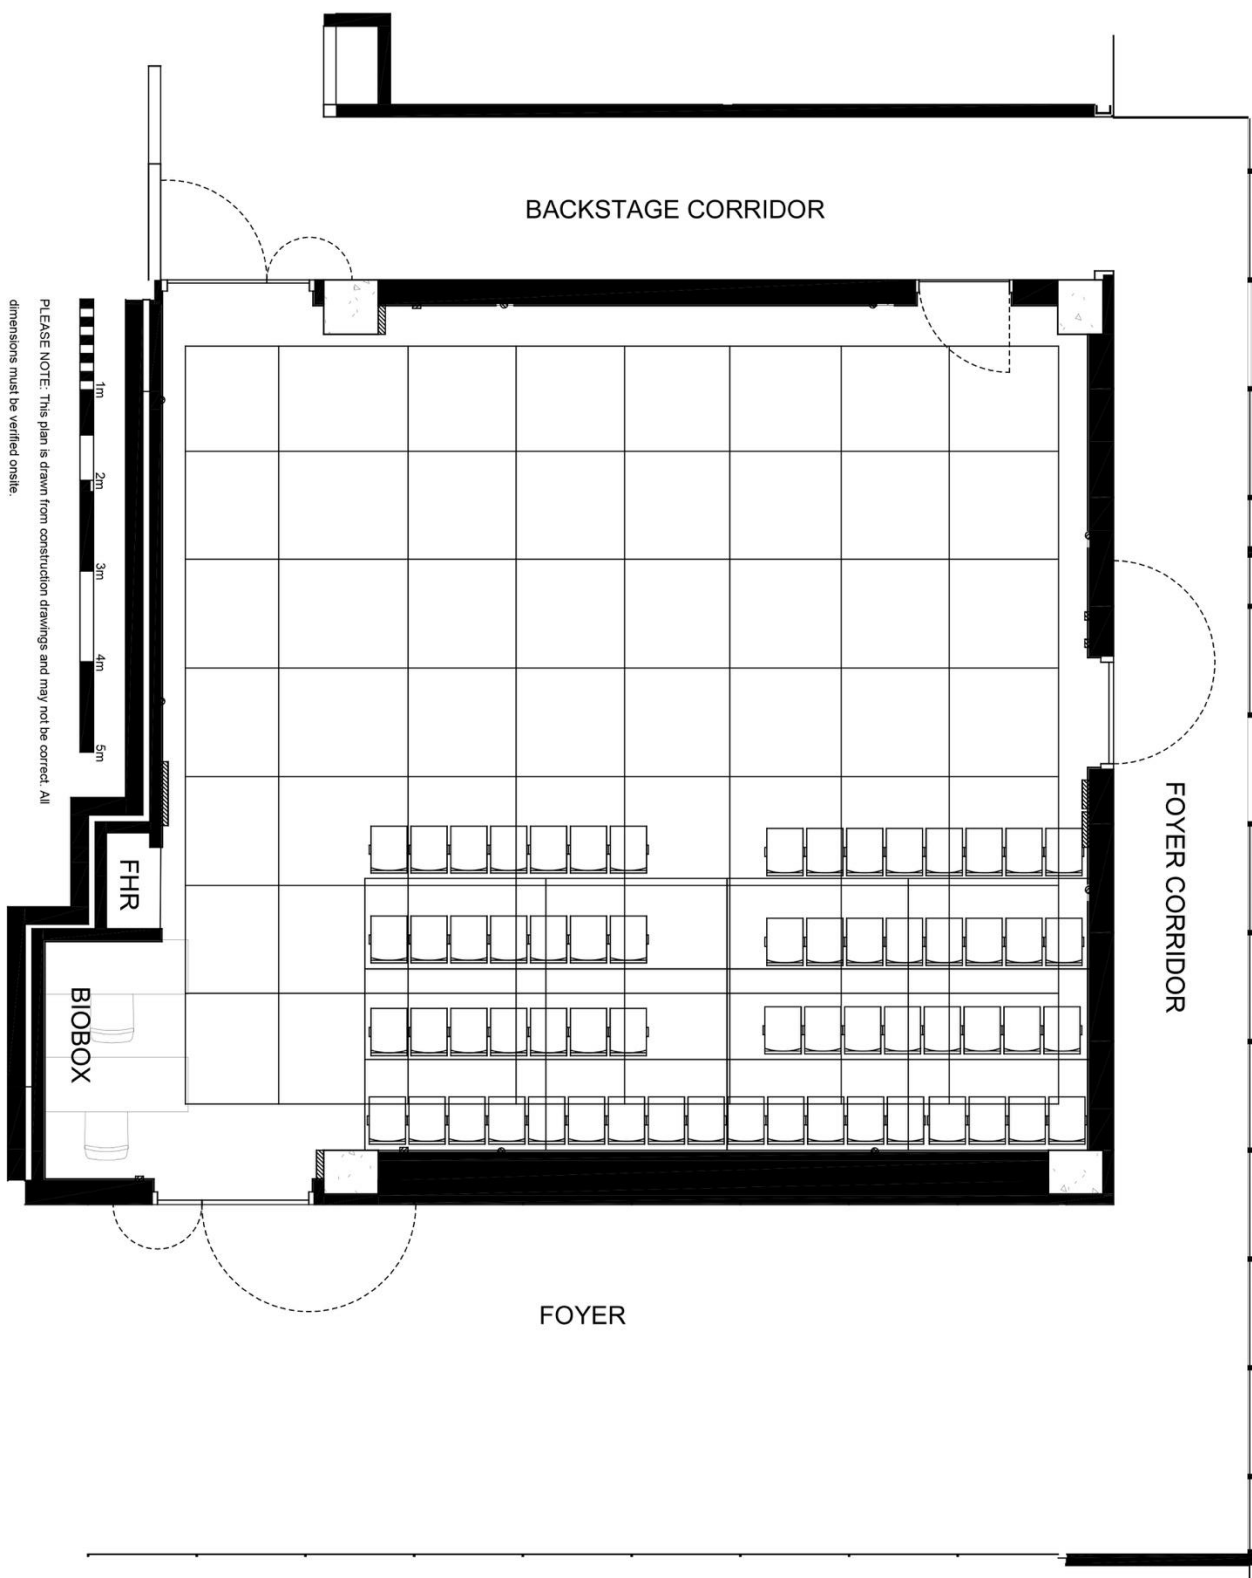 BACKSTAGE CORRIDOR
1m
2m
3m
4m
5m
PLEASE NOTE: This plan is drawn from construction drawings and may not be correct. All
dimensions must be verified onsite.
FOYER CORRIDOR
FHR
BIOBOX
FOYER